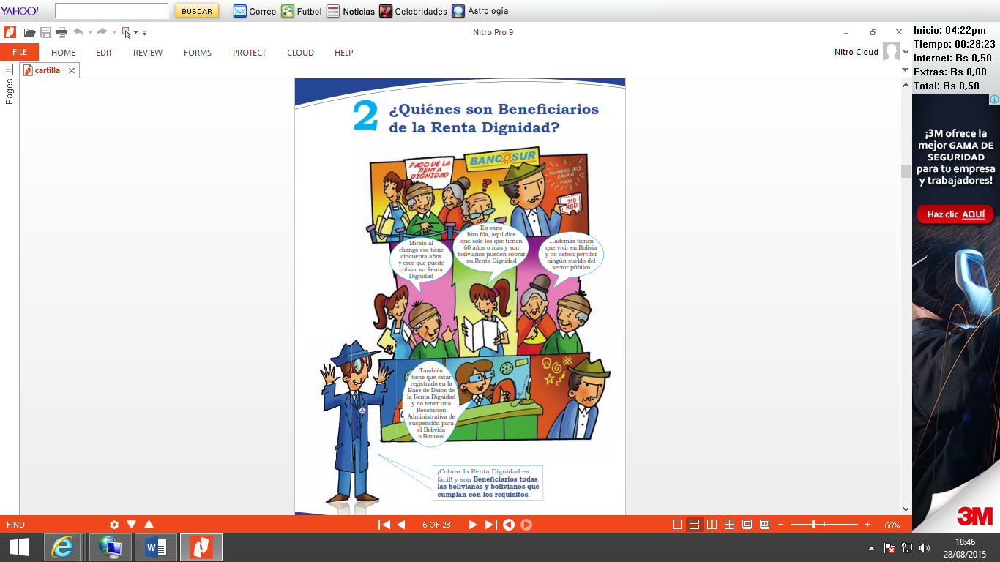 YAHOO!
BUSCAR
Correo
Futbol
Noticias
Celebridades
Astrología
Nitro Pro 9
Inicio: 04:22pm
Tiempo: 00:28:23
Internet: Bs 0,50
Extras: Bs 0,00
Total: Bs 0,50
FILE
HOME
EDIT
REVIEW
FORMS
PROTECT
CLOUD
HELP
Nitro Cloud
cartilla
Pages
2 ¿Quiénes son Beneficiarios
de la Renta Dignidad?
PAGO DE LA
RENTA
DIGNIDAD
BANCOSUR
?
NUMERO 310
CAJA 6
PASE
310
RBD
Miralo al
chango ese tiene
cincuenta años
y cree que puede
cobrar su Renta
Dignidad
En vano
hizo fila, aquí dice
que sólo los que tienen
60 años o más y son
bolivianos pueden cobrar
su Renta Dignidad
...además tienen
que vivir en Bolivia
y no deben percibir
ningún sueldo del
sector público
También
tiene que estar
registrado en la
Base de Datos de
la Renta Dignidad
y no tener una
Resolución
Administrativa de
suspensión para
el Bolivida
o Bonosol
¡Cobrar la Renta Dignidad es
fácil! y son Beneficiarios todas
las bolivianas y bolivianos que
cumplan con los requisitos.
¡3M ofrece la
mejor GAMA DE
SEGURIDAD
para tu empresa
y trabajadores!
Haz clic AQUÍ
3M
FIND
6 OF 28
66%
18:46
28/08/2015